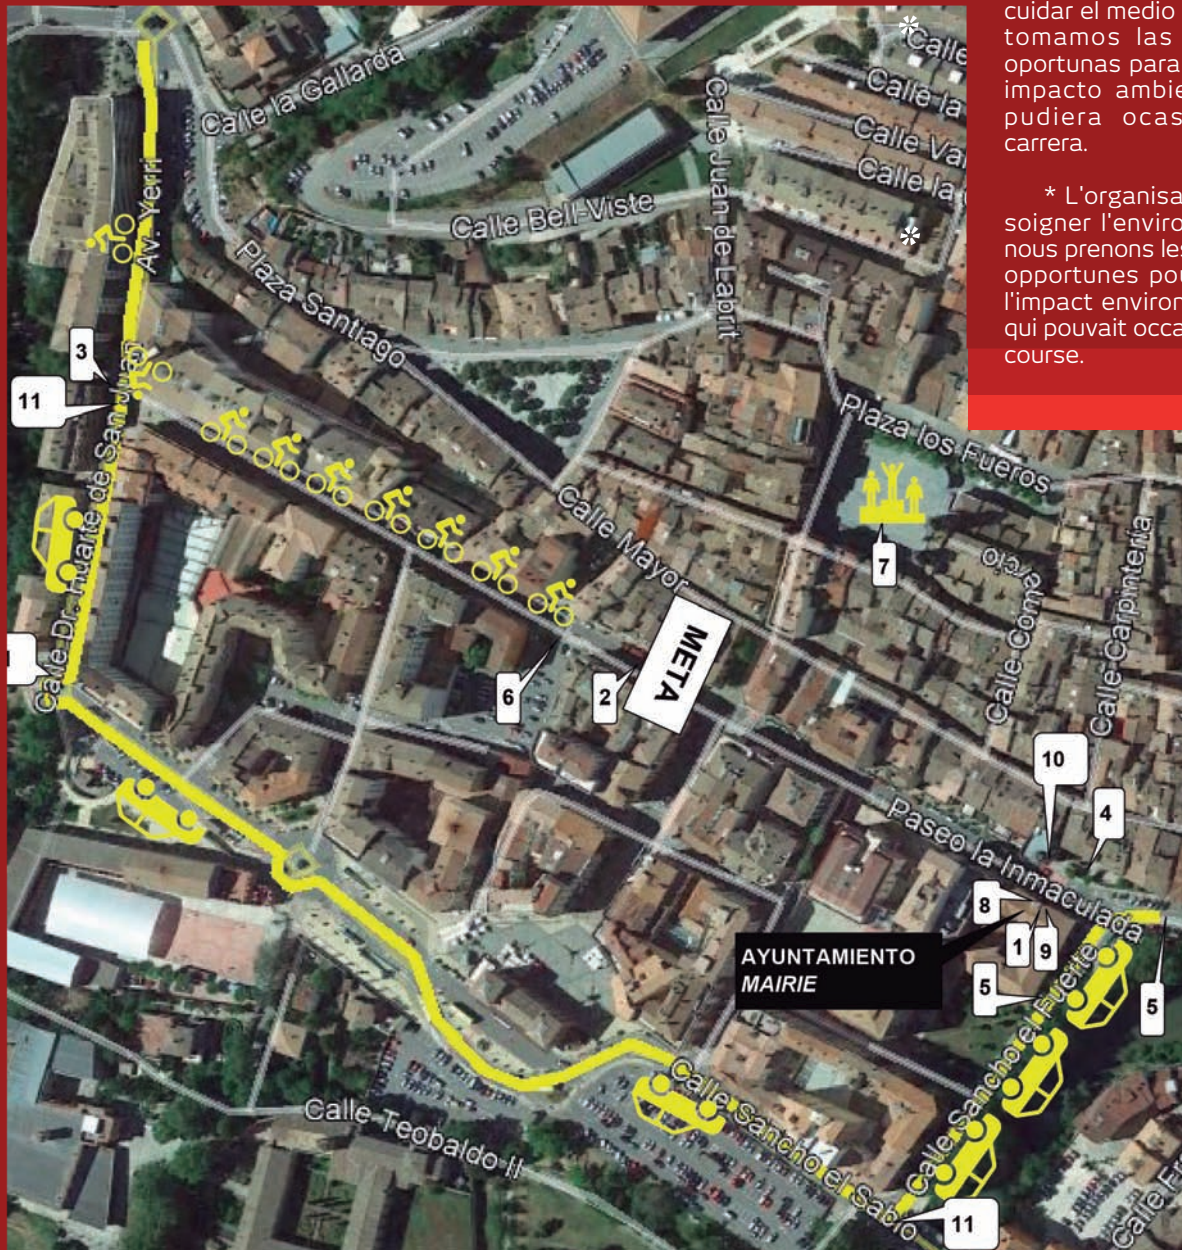 cuidar el medio
tomamos las
oportunas para
impacto ambie
pudiera ocas
carrera.
* L'organisa
soigner l'enviro
nous prenons les
opportunes pou
l'impact environ
qui pouvait occa
course.
*
Calle
Calle la
Calle Va
Calle la
*
Calle la Gallarda
Calle Juan de Labrit
Calle Bell-Viste
Av. Yerri
Plaza Santiago
3
11
Calle Dr. Huarte de San Juan
Plaza los Fueros
7
Calle Mayor
Calle Carpintería
META
6
2
10
4
Paseo la Inmaculada
8
1
9
AYUNTAMIENTO
MAIRIE
5
5
Calle Sancho el Fuerte
Calle Sancho el Sabio
Calle Teobaldo II
11